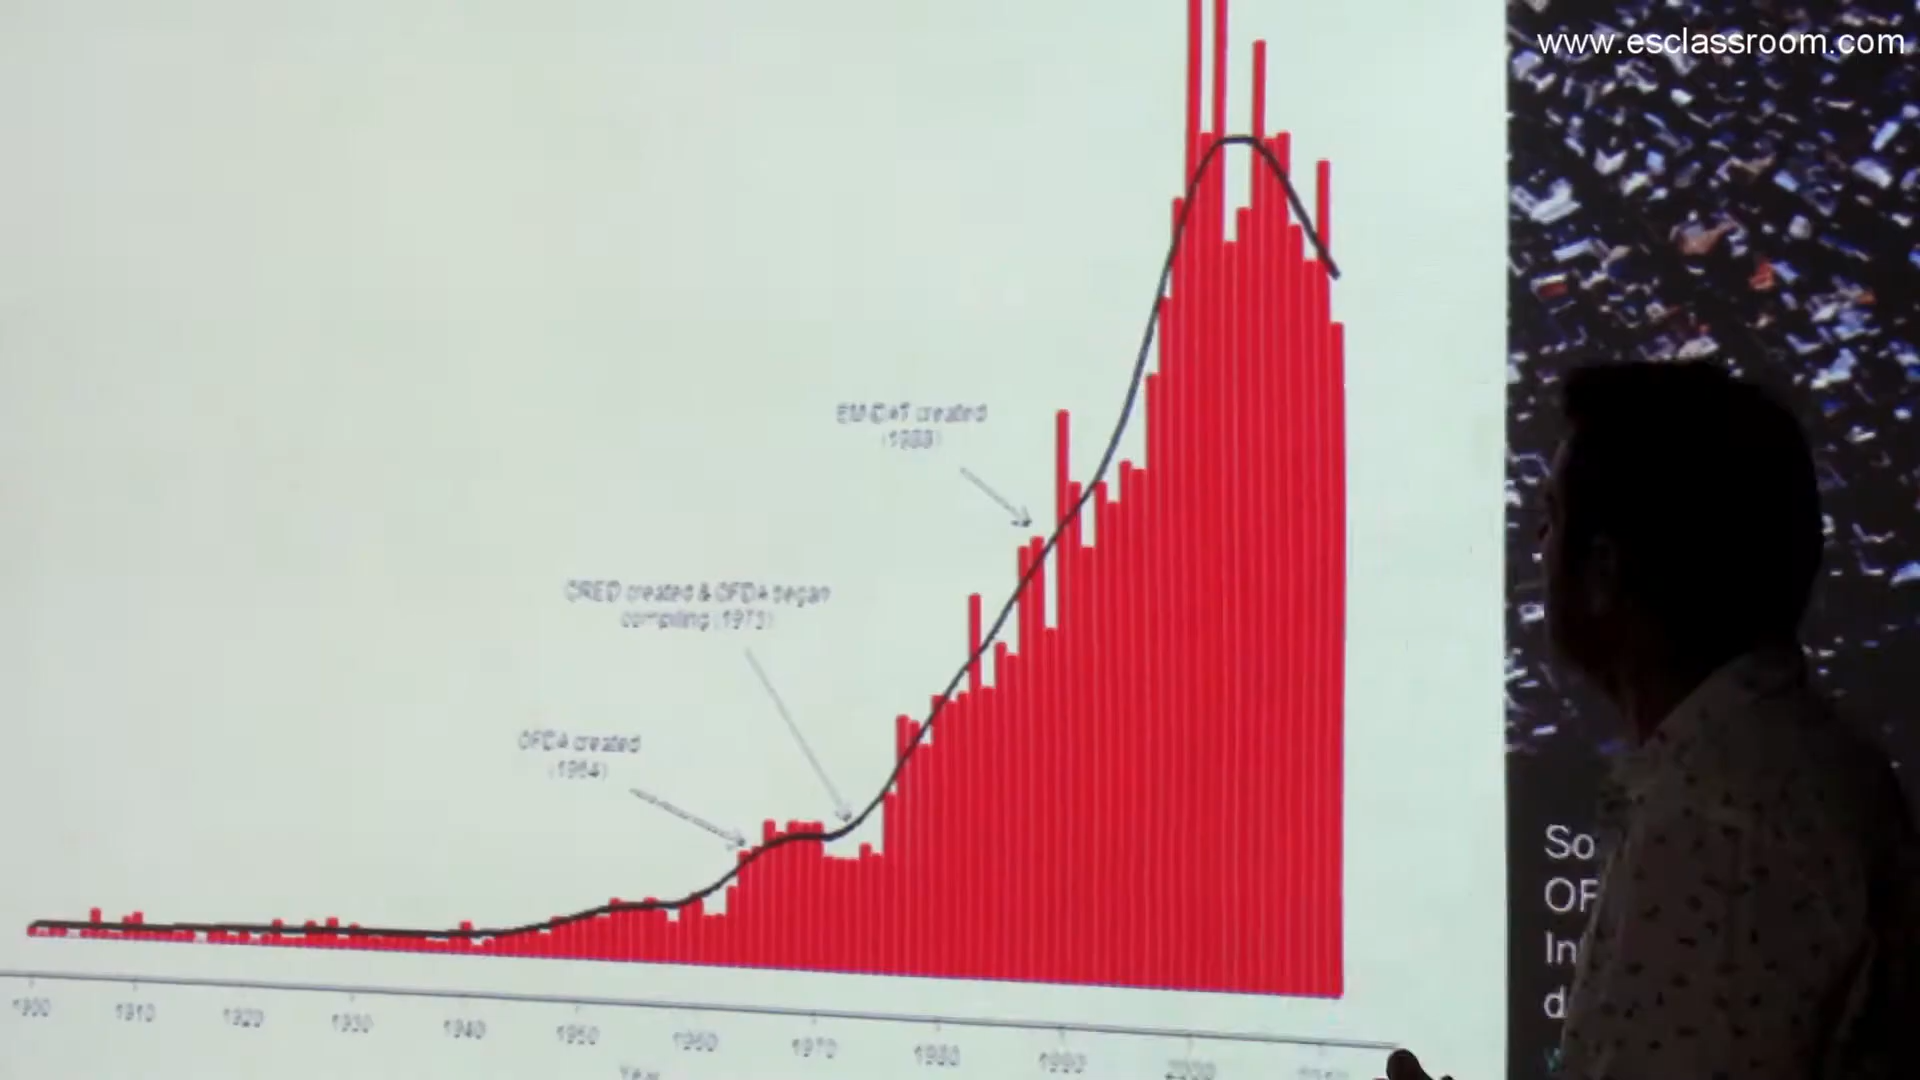 www.esclassroom.com
EM-DAT created
(1988)
CRED created & OFDA began
compiling (1973)
OFDA created
(1964)
1900 1910 1920 1930 1940 1950 1960 1970 1980 1990 2000
Year
So
OF
In
d